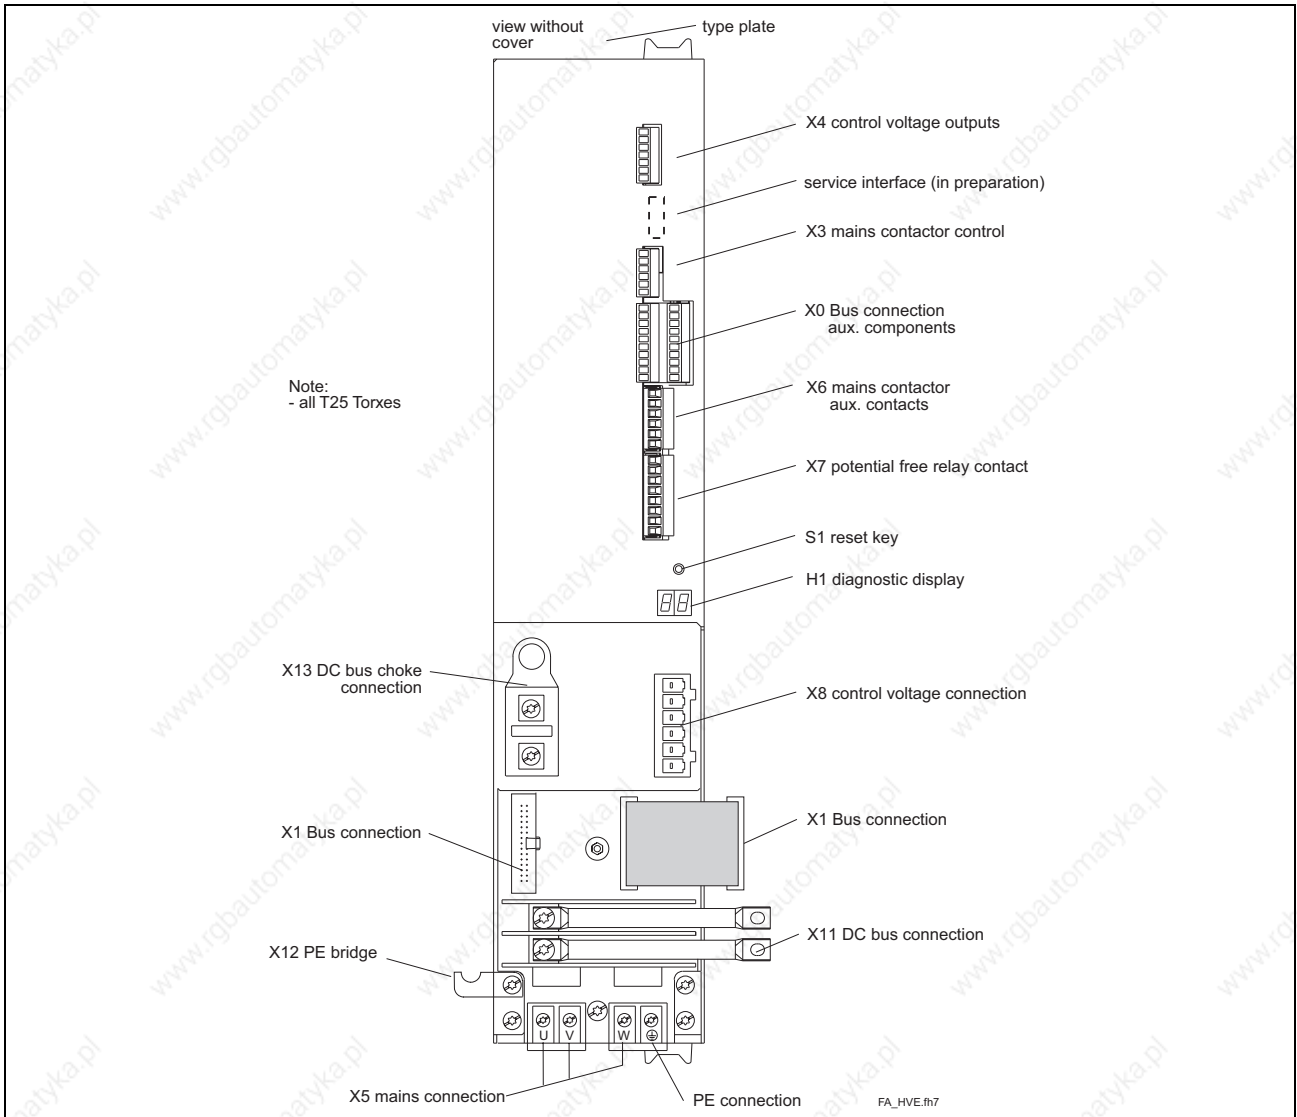 view without
cover
type plate
X4 control voltage outputs
service interface (in preparation)
X3 mains contactor control
X0 Bus connection
aux. components
Note:
- all T25 Torxes
X6 mains contactor
aux. contacts
X7 potential free relay contact
S1 reset key
H1 diagnostic display
X13 DC bus choke
connection
X8 control voltage connection
X1 Bus connection
X1 Bus connection
X12 PE bridge
X11 DC bus connection
U V W
X5 mains connection
PE connection
FA_HVE.fh7
www.rgbautomatyka.pl